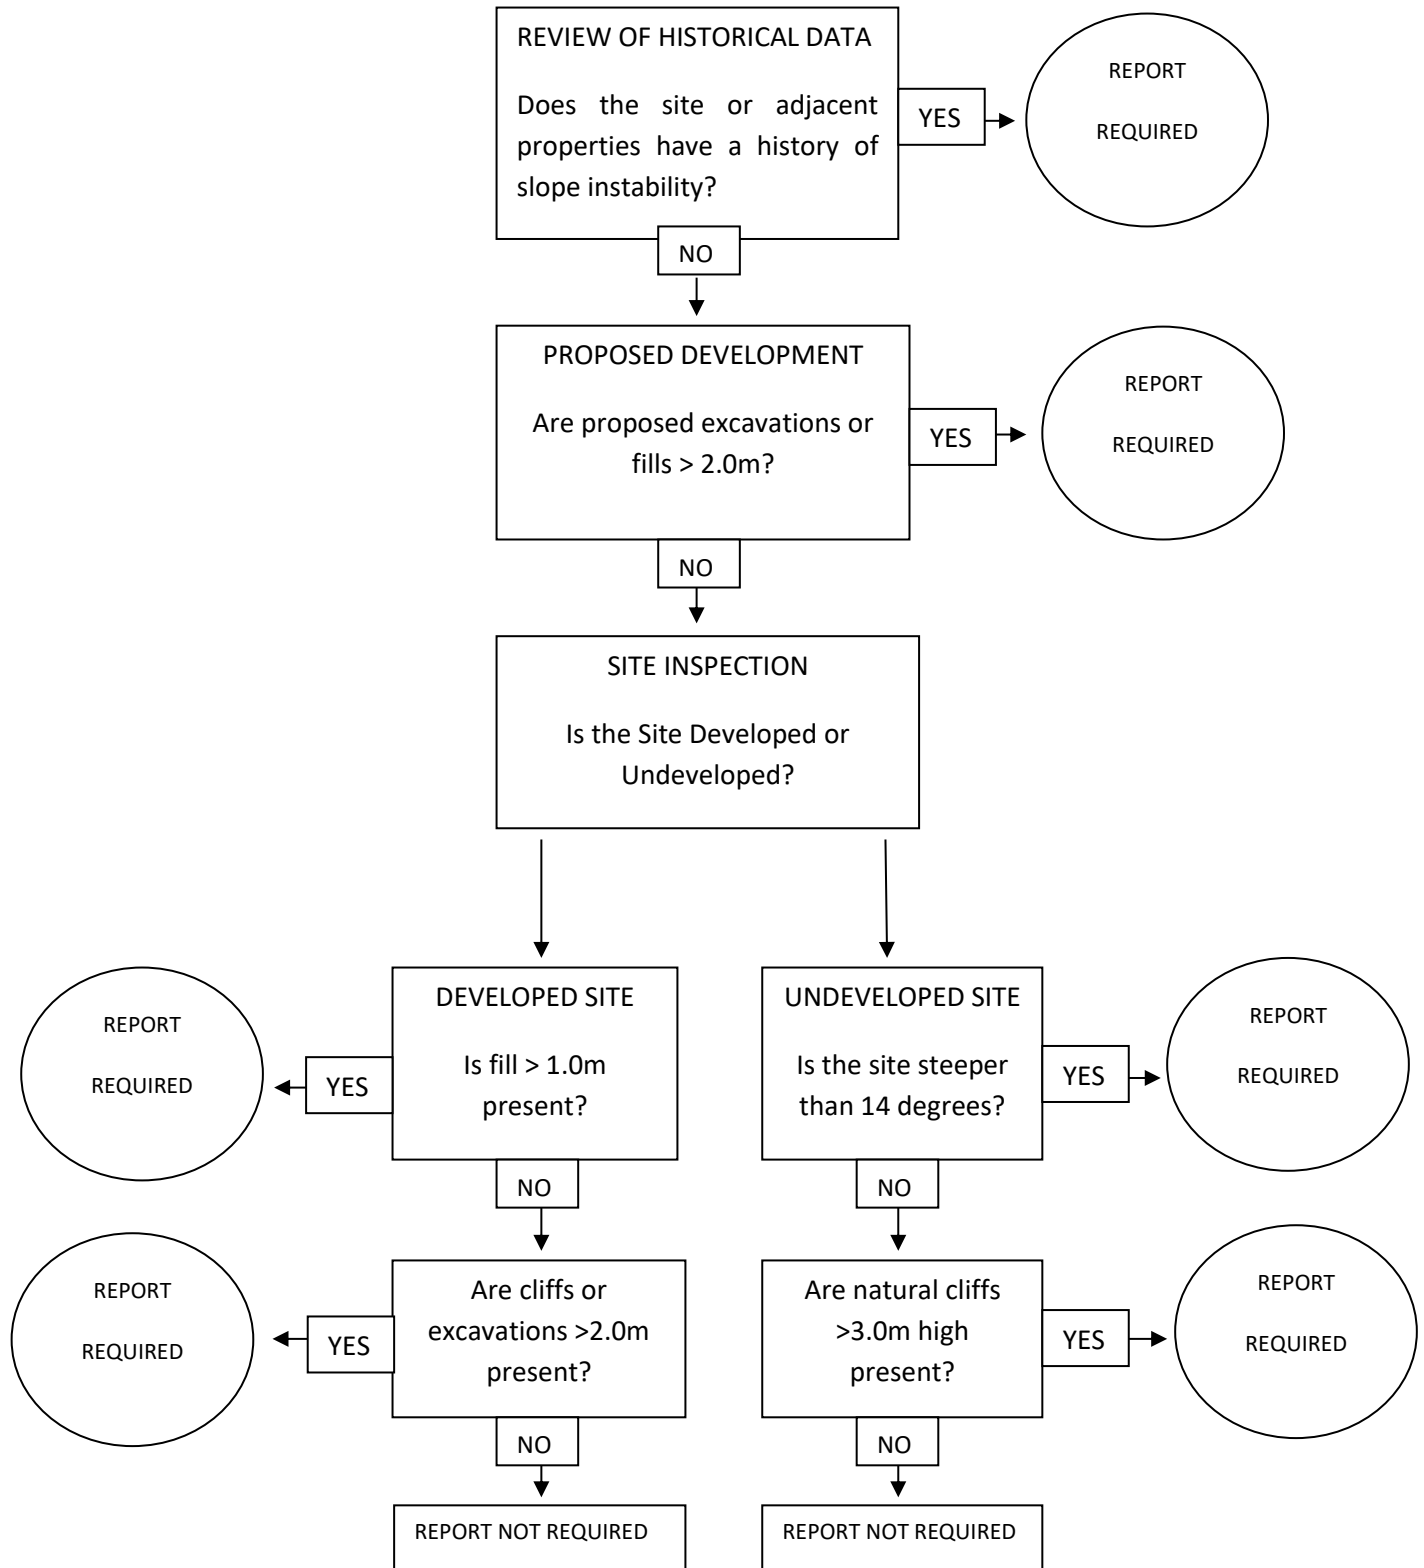 REVIEW OF HISTORICAL DATA
Does the site or adjacent
properties have a history of
slope instability?
YES
REPORT
REQUIRED
NO
PROPOSED DEVELOPMENT
Are proposed excavations or
fills > 2.0m?
YES
REPORT
REQUIRED
NO
SITE INSPECTION
Is the Site Developed or
Undeveloped?
DEVELOPED SITE
Is fill > 1.0m
present?
YES
REPORT
REQUIRED
NO
Are cliffs or
excavations >2.0m
present?
YES
REPORT
REQUIRED
NO
REPORT NOT REQUIRED
UNDEVELOPED SITE
Is the site steeper
than 14 degrees?
YES
REPORT
REQUIRED
NO
Are natural cliffs
>3.0m high
present?
YES
REPORT
REQUIRED
NO
REPORT NOT REQUIRED